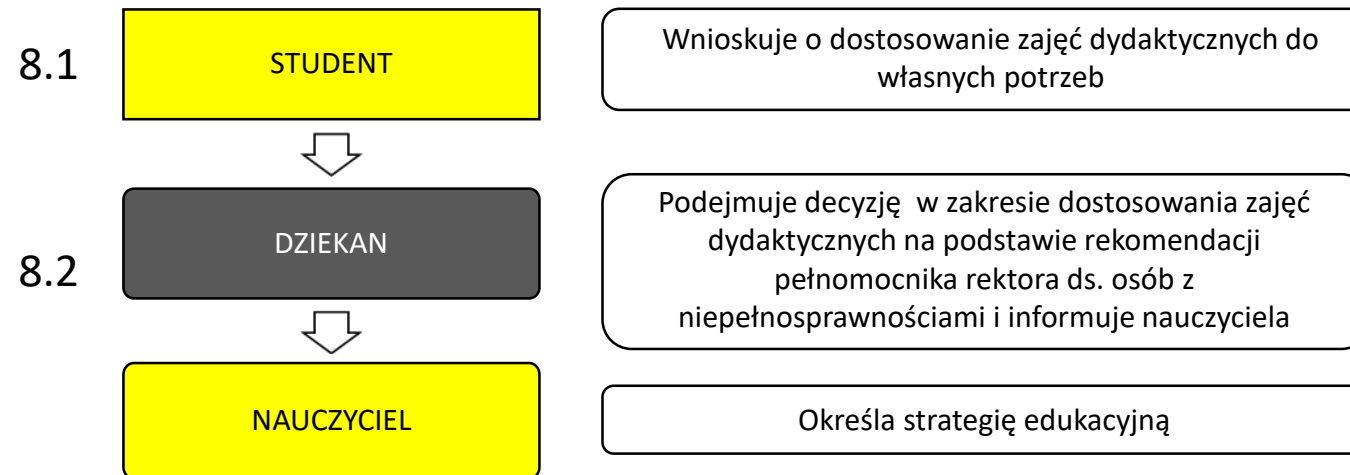 8.1
STUDENT
Wnioskuje o dostosowanie zajęć dydaktycznych do
własnych potrzeb
8.2
DZIEKAN
Podejmuje decyzję  w zakresie dostosowania zajęć
dydaktycznych na podstawie rekomendacji
pełnomocnika rektora ds. osób z
niepełnosprawnościami i informuje nauczyciela
NAUCZYCIEL
Określa strategię edukacyjną